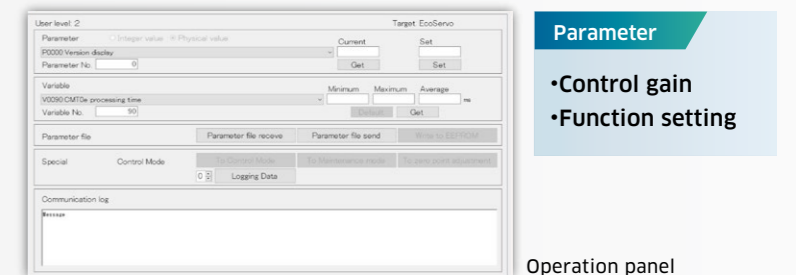 User level: 2
Target: EcoServo
Parameter
Integer value
Physical value
Current
Set
P0000 Version display
Parameter No.
0
Get
Set
Variable
Minimum
Maximum
Average
V0090 CMTDe processing time
ms
Variable No.
90
Default
Get
Parameter file
Parameter file receve
Parameter file send
Write to EEPROM
Special
Control Mode
To Control Mode
To Maintenance mode
To zero point adjustment
0
Logging Data
Communication log
Message
Parameter
•Control gain
•Function setting
Operation panel